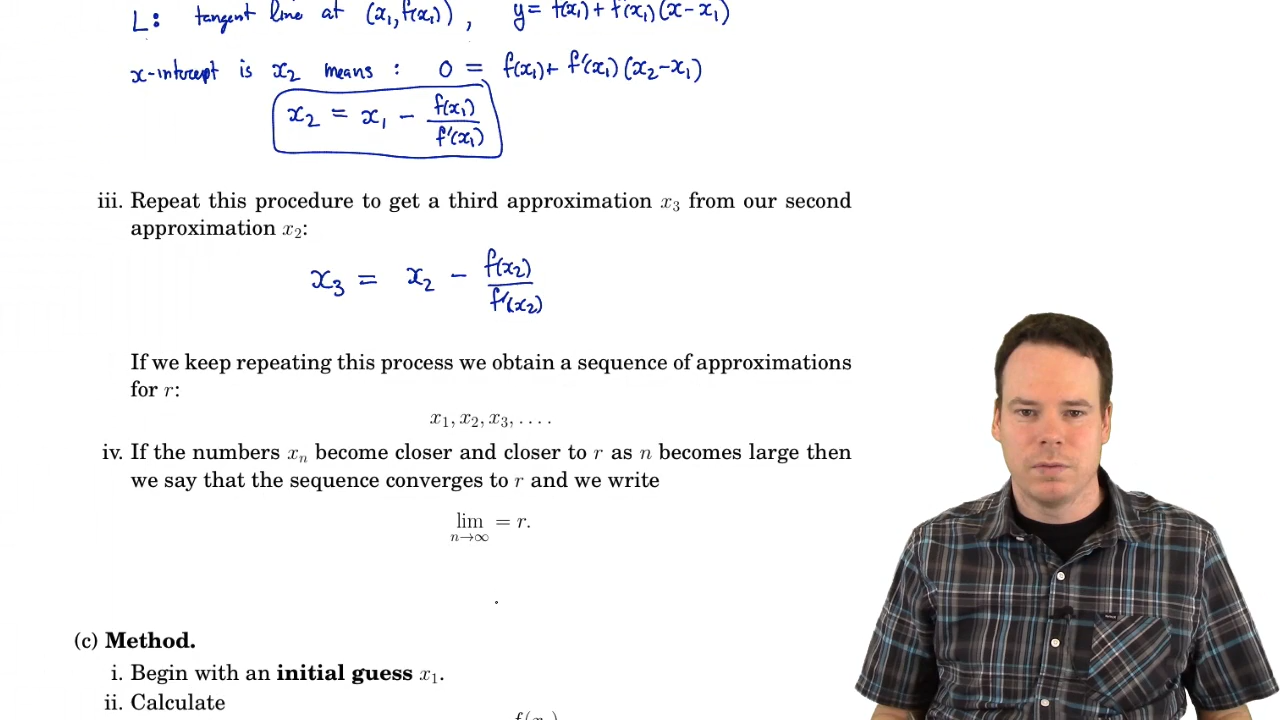 L: tangent line at (x₁, f(x₁)), y = f(x₁) + f'(x₁)(x - x₁)
x-intercept is x₂ means: 0 = f(x₁) + f'(x₁)(x₂ - x₁)
x₂ = x₁ - f(x₁)/f'(x₁)
iii. Repeat this procedure to get a third approximation x₃ from our second
approximation x₂:
x₃ = x₂ - f(x₂)/f'(x₂)
If we keep repeating this process we obtain a sequence of approximations
for r:
x₁, x₂, x₃, . . . .
iv. If the numbers xₙ become closer and closer to r as n becomes large then
we say that the sequence converges to r and we write
lim = r.
n→∞
(c) Method.
i. Begin with an initial guess x₁.
ii. Calculate